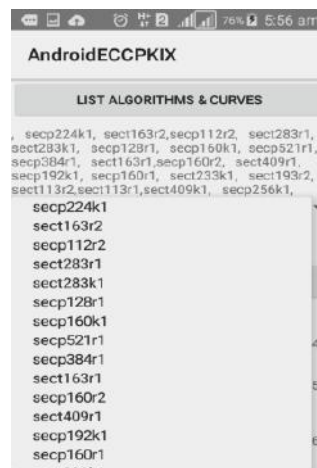 76% 5:56 am
AndroidECCPKIX
LIST ALGORITHMS & CURVES
, secp224k1, sect163r2,secp112r2, sect283r1,
sect283k1, secp128r1, secp160k1, secp521r1,
secp384r1, sect163r1,secp160r2, sect409r1,
secp192k1, secp160r1, sect233k1, sect193r2,
sect113r2,sect113r1,sect409k1, secp256k1,
secp224k1
sect163r2
secp112r2
sect283r1
sect283k1
secp128r1
secp160k1
secp521r1
secp384r1
sect163r1
secp160r2
sect409r1
secp192k1
secp160r1